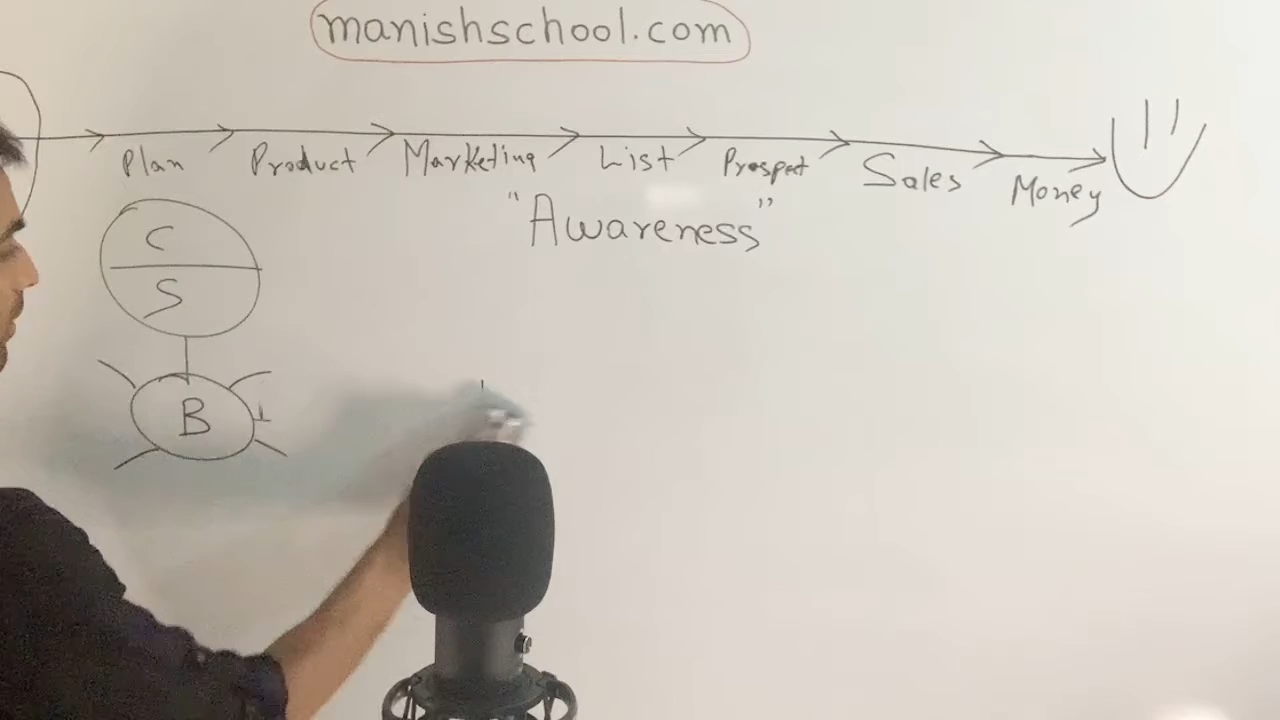 manishschool.com
Plan Product Marketing List Prospect Sales Money
"Awareness"
C
S
B